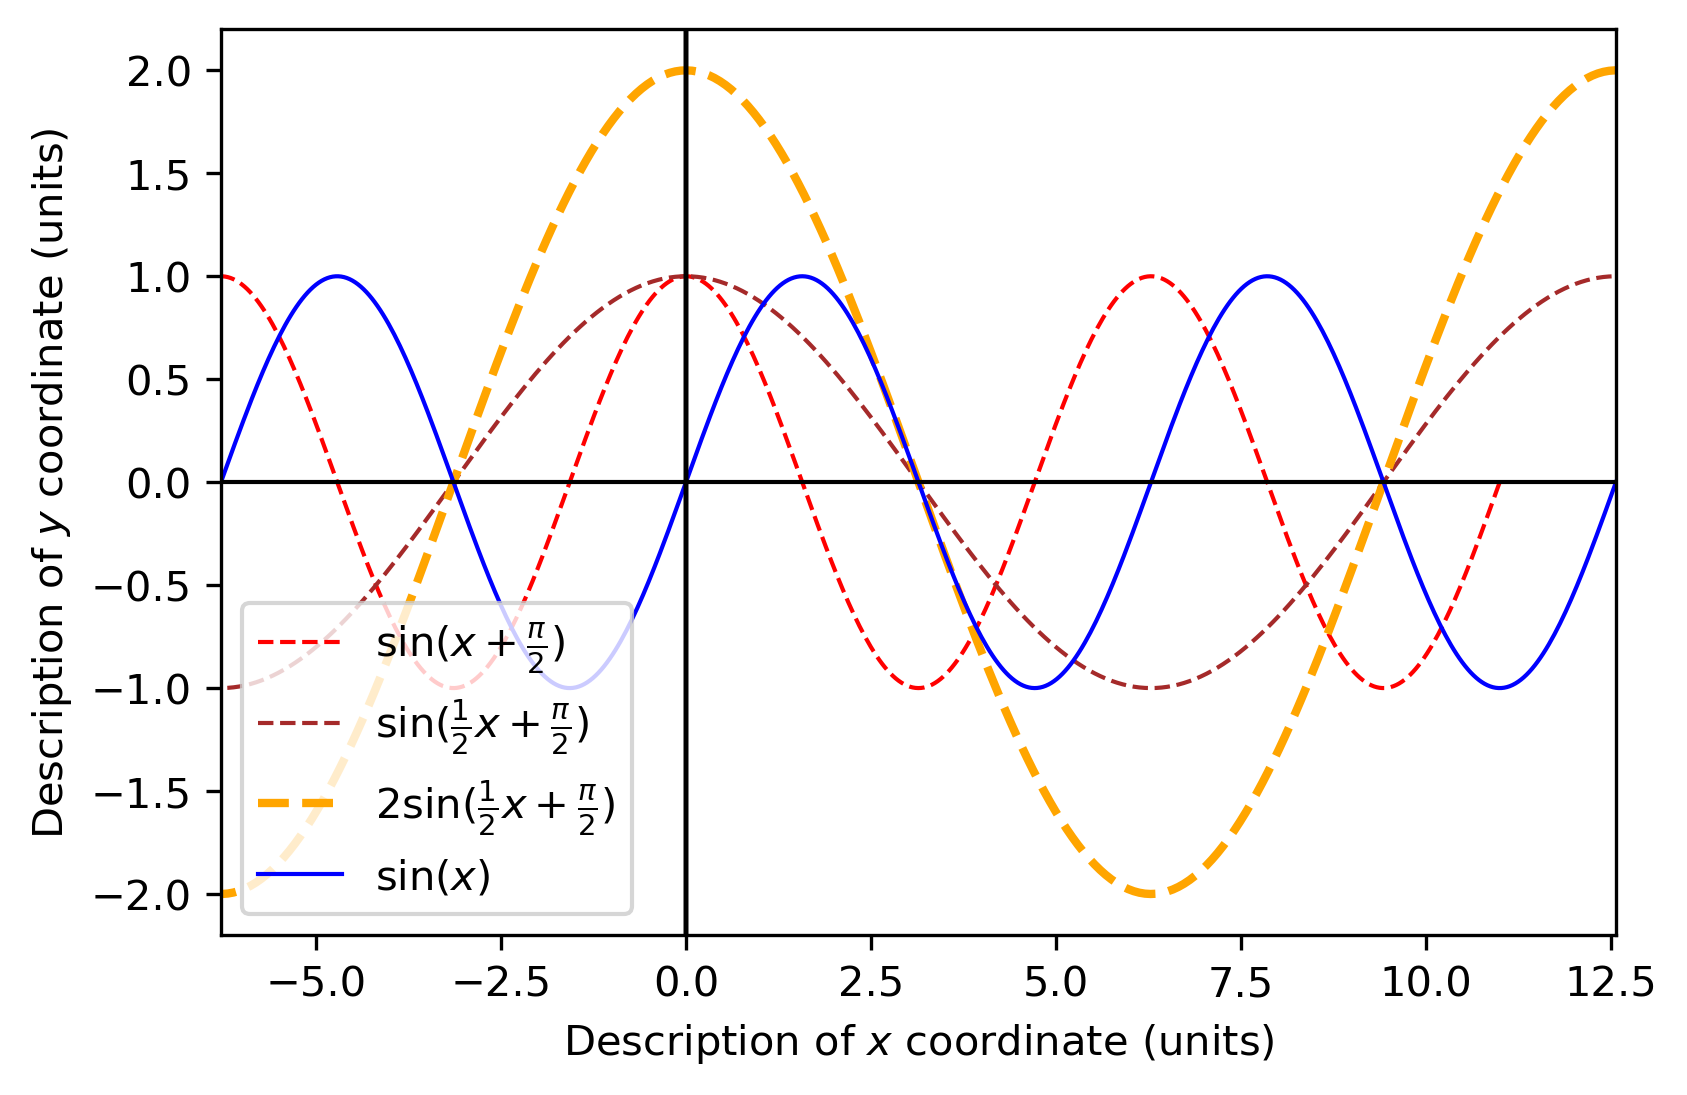 2.0
1.5
1.0
0.5
0.0
−0.5
−1.0
−1.5
−2.0
Description of y coordinate (units)
sin(x + π/2)
sin(1/2 x + π/2)
2sin(1/2 x + π/2)
sin(x)
−5.0 −2.5 0.0 2.5 5.0 7.5 10.0 12.5
Description of x coordinate (units)